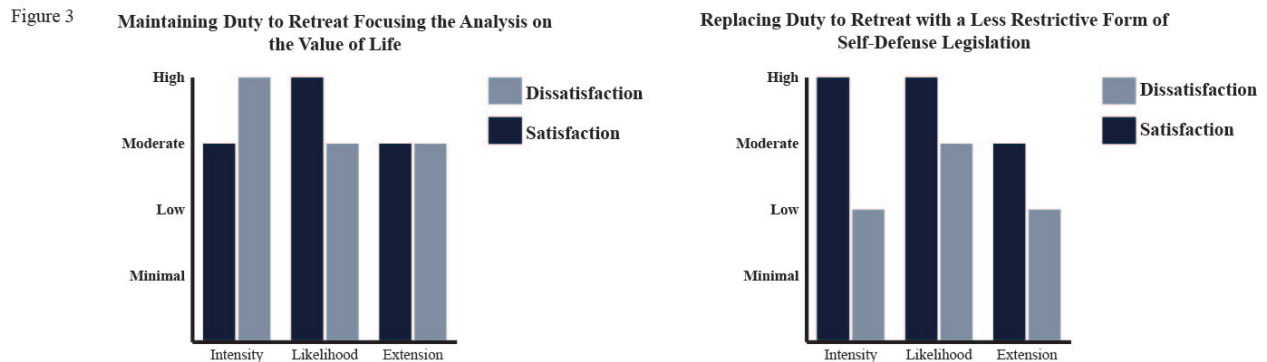 Figure 3
Maintaining Duty to Retreat Focusing the Analysis on
the Value of Life
High
Moderate
Low
Minimal
Intensity
Likelihood
Extension
Dissatisfaction
Satisfaction
Replacing Duty to Retreat with a Less Restrictive Form of
Self-Defense Legislation
High
Moderate
Low
Minimal
Intensity
Likelihood
Extension
Dissatisfaction
Satisfaction